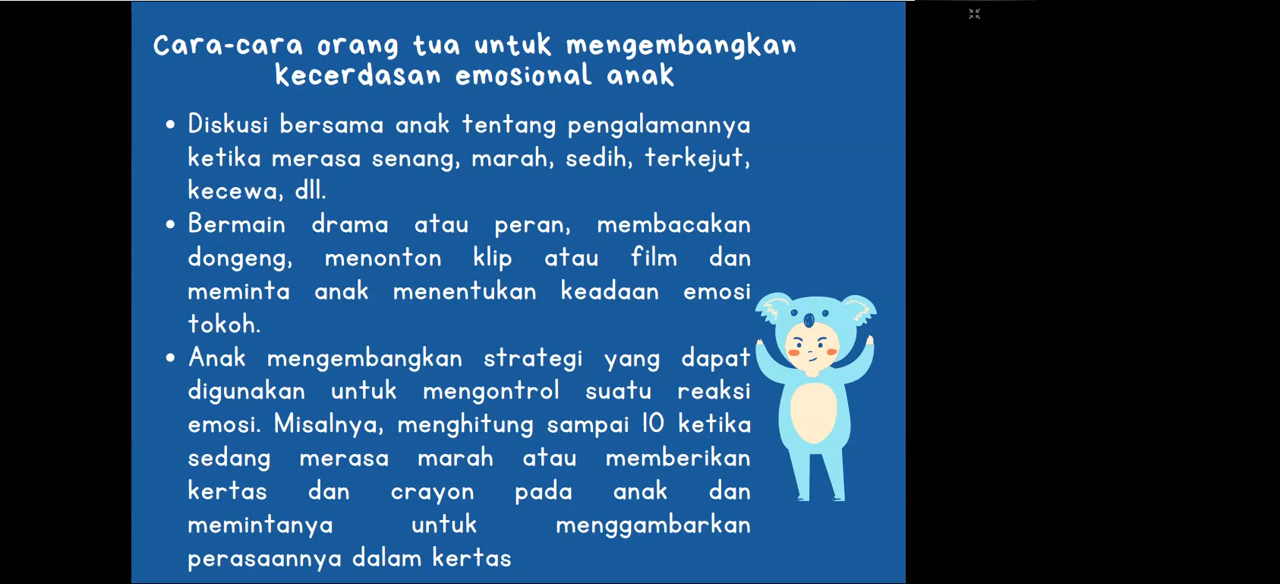 Cara-cara orang tua untuk mengembangkan
kecerdasan emosional anak
• Diskusi bersama anak tentang pengalamannya
ketika merasa senang, marah, sedih, terkejut,
kecewa, dll.
• Bermain drama atau peran, membacakan
dongeng, menonton klip atau film dan
meminta anak menentukan keadaan emosi
tokoh.
• Anak mengembangkan strategi yang dapat
digunakan untuk mengontrol suatu reaksi
emosi. Misalnya, menghitung sampai 10 ketika
sedang merasa marah atau memberikan
kertas dan crayon pada anak dan
memintanya untuk menggambarkan
perasaannya dalam kertas